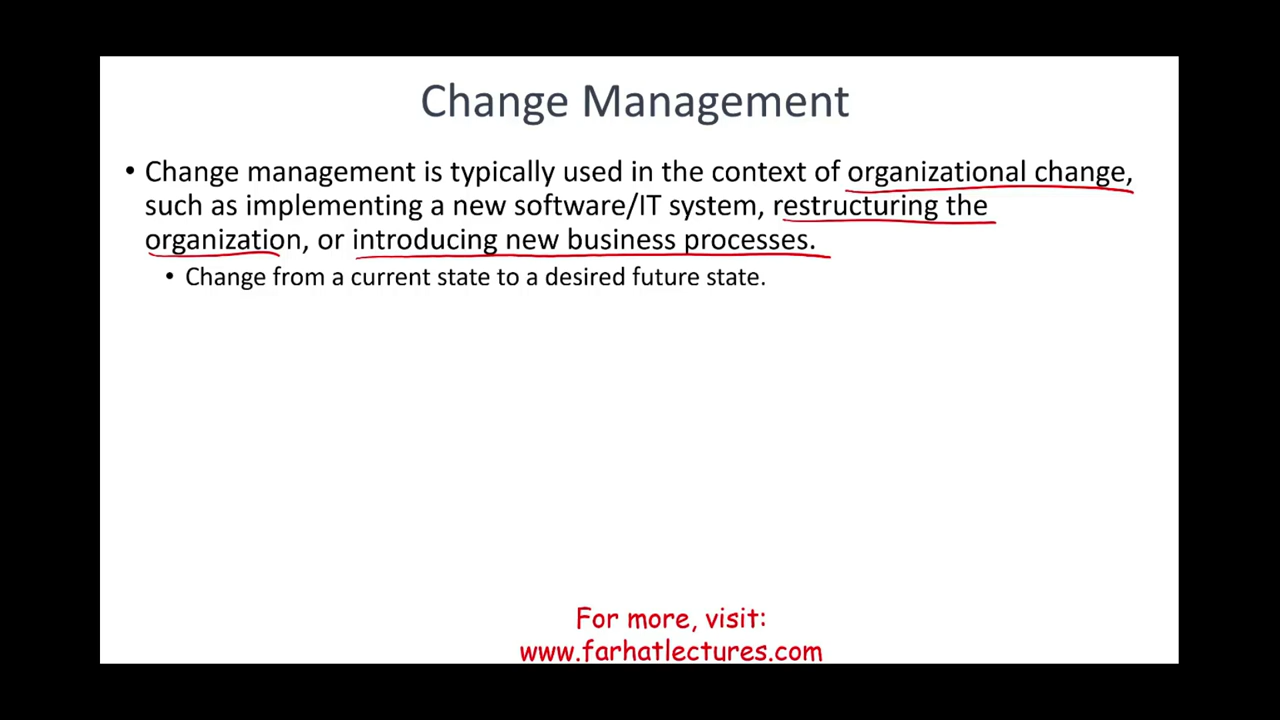 Change Management
• Change management is typically used in the context of organizational change,
such as implementing a new software/IT system, restructuring the
organization, or introducing new business processes.
• Change from a current state to a desired future state.
For more, visit:
www.farhatlectures.com